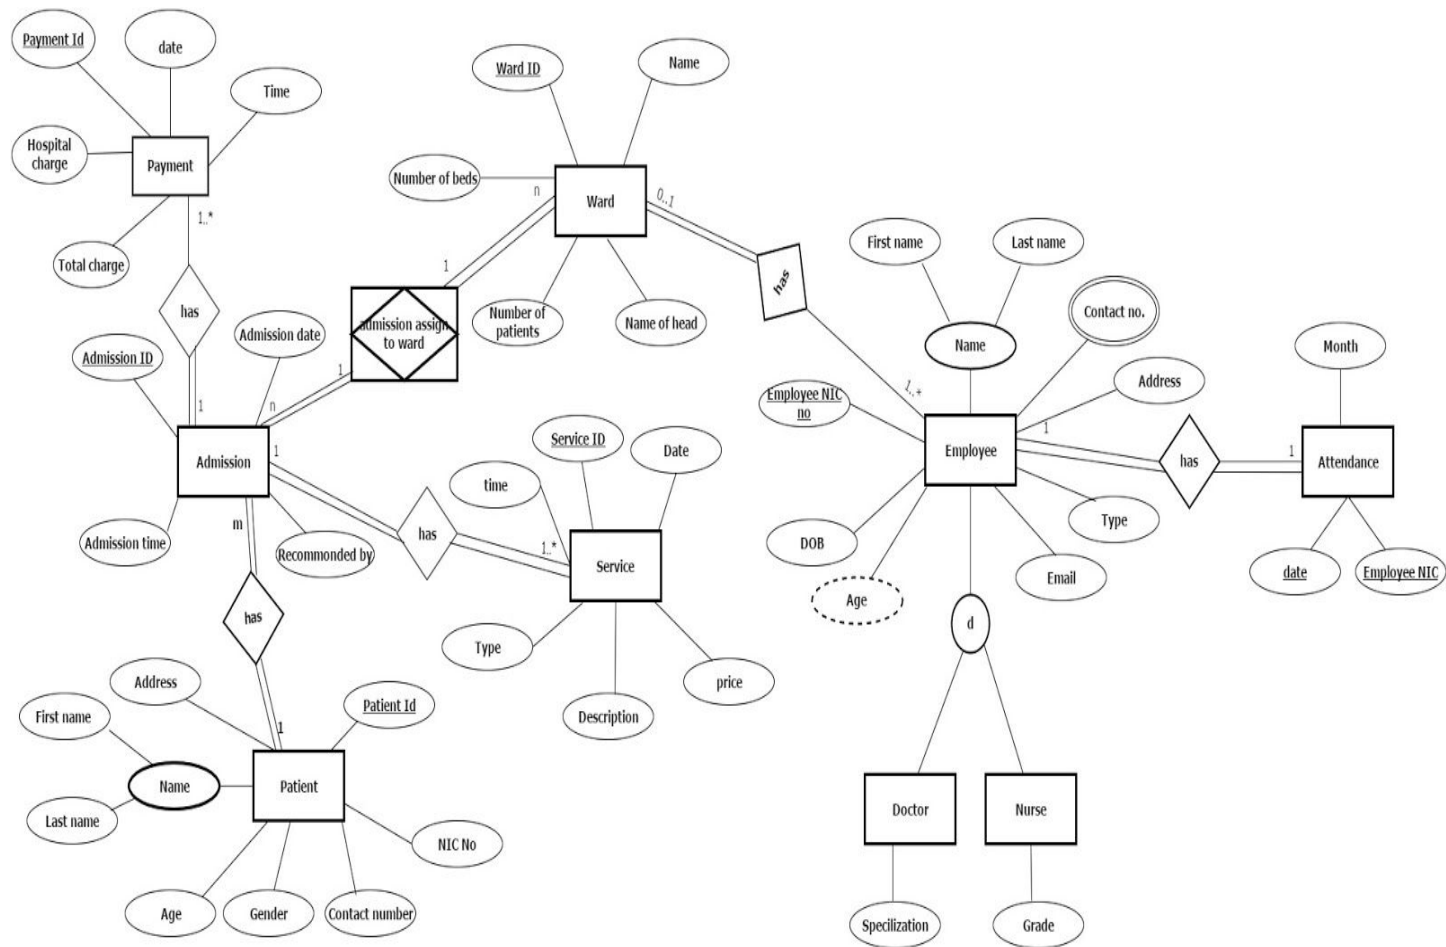 Payment Id
date
Time
Hospital
charge
Payment
Total charge
1..*
has
1
Ward ID
Name
Number of beds
Ward
Number of
patients
Name of head
n
1
admission assign
to ward
1
n
0..1
has
1..*
Admission ID
Admission date
Admission
Admission time
Recommonded by
1
has
1..*
Service ID
Date
time
Service
Type
Description
price
m
has
1
Address
Patient Id
First name
Name
Last name
Patient
NIC No
Age
Gender
Contact number
First name
Last name
Name
Contact no.
Address
Employee NIC
no
Employee
DOB
Age
Type
Email
1
has
1
Month
Attendance
date
Employee NIC
d
Doctor
Nurse
Specilization
Grade